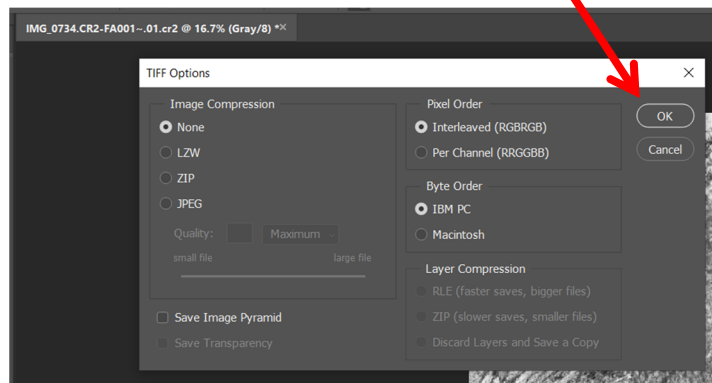 IMG_0734.CR2-FA001~.01.cr2 @ 16.7% (Gray/8) *×
TIFF Options
Image Compression
None
LZW
ZIP
JPEG
Quality:
Maximum
small file
large file
Save Image Pyramid
Save Transparency
Pixel Order
Interleaved (RGBRGB)
Per Channel (RRGGBB)
Byte Order
IBM PC
Macintosh
Layer Compression
RLE (faster saves, bigger files)
ZIP (slower saves, smaller files)
Discard Layers and Save a Copy
OK
Cancel